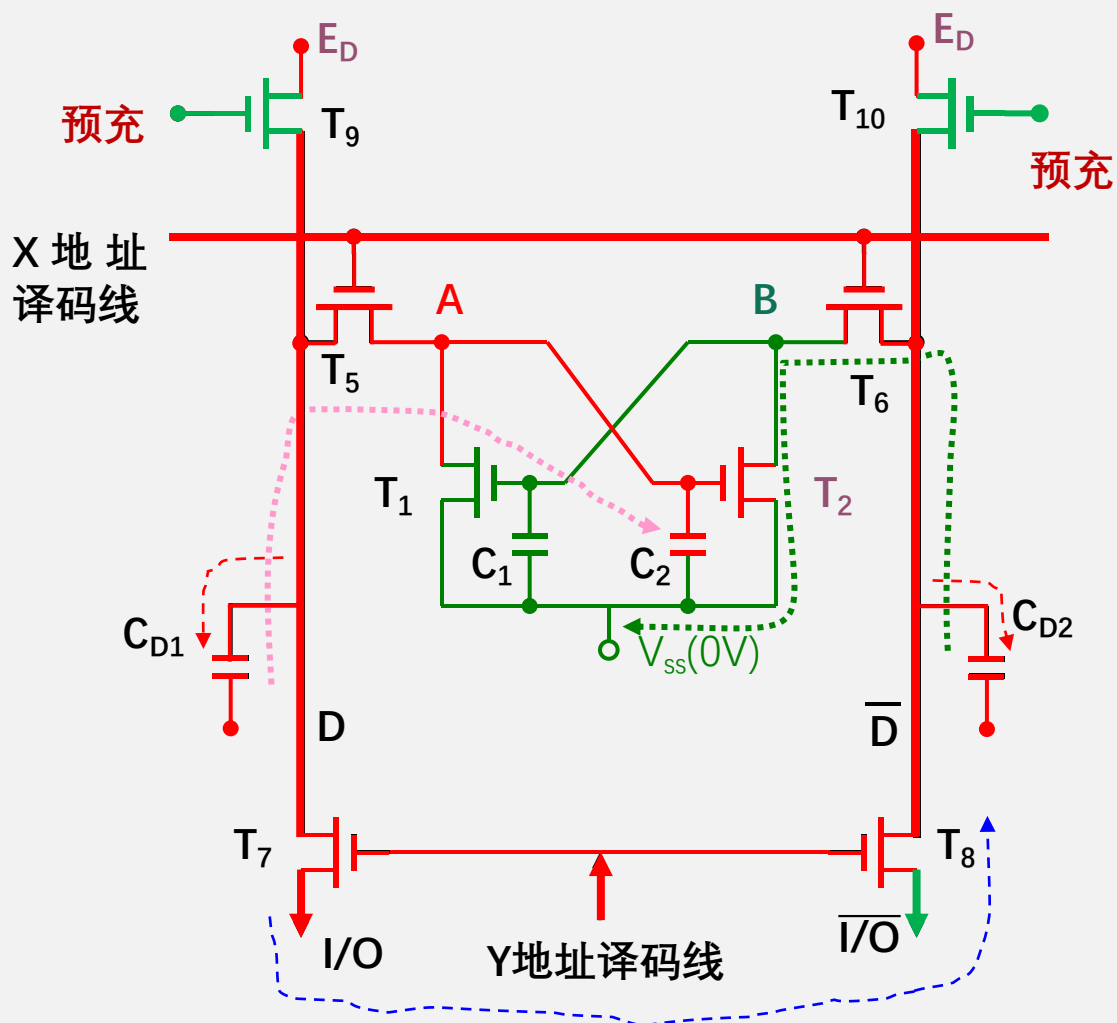 E_D
E_D
T_9
T_10
预充
预充
X 地 址
译码线
A
B
T_5
T_6
T_1
T_2
C_1
C_2
C_D1
C_D2
V_SS(0V)
D
D̅
T_7
T_8
I/O
I̅/̅O̅
Y地址译码线